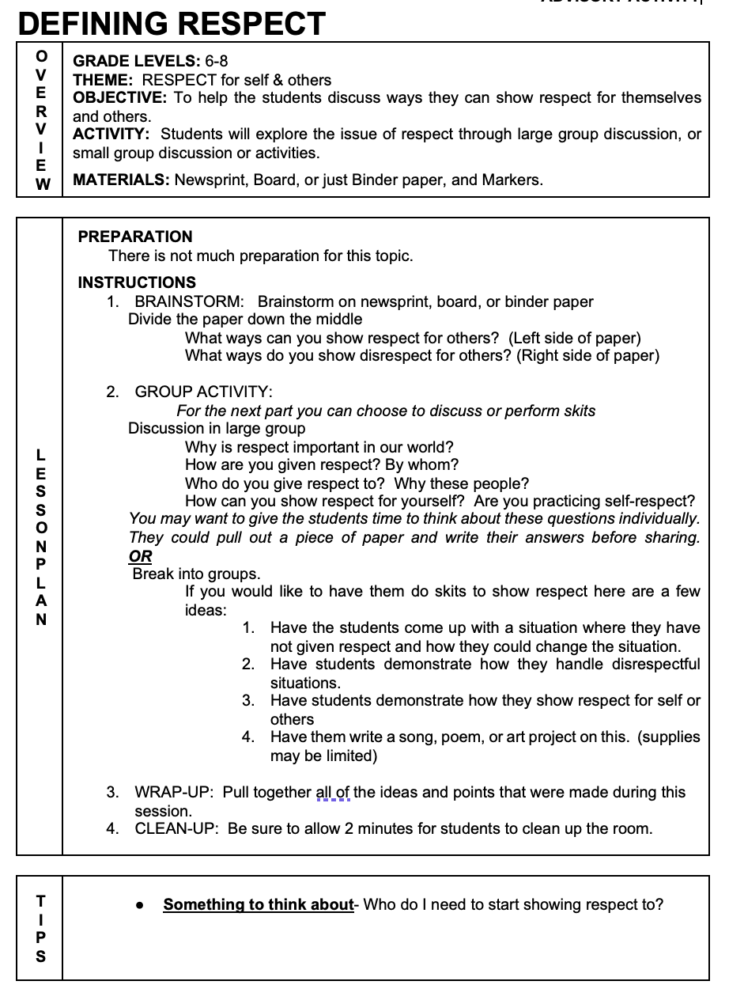 DEFINING RESPECT
OVERVIEW
GRADE LEVELS: 6-8
THEME:  RESPECT for self & others
OBJECTIVE: To help the students discuss ways they can show respect for themselves
and others.
ACTIVITY:  Students will explore the issue of respect through large group discussion, or
small group discussion or activities.
MATERIALS: Newsprint, Board, or just Binder paper, and Markers.
LESSON PLAN
PREPARATION
There is not much preparation for this topic.
INSTRUCTIONS
1. BRAINSTORM:  Brainstorm on newsprint, board, or binder paper
Divide the paper down the middle
What ways can you show respect for others?  (Left side of paper)
What ways do you show disrespect for others? (Right side of paper)
2. GROUP ACTIVITY:
For the next part you can choose to discuss or perform skits
Discussion in large group
Why is respect important in our world?
How are you given respect? By whom?
Who do you give respect to?  Why these people?
How can you show respect for yourself?  Are you practicing self-respect?
You may want to give the students time to think about these questions individually.
They could pull out a piece of paper and write their answers before sharing.
OR
Break into groups.
If you would like to have them do skits to show respect here are a few
ideas:
1. Have the students come up with a situation where they have
not given respect and how they could change the situation.
2. Have students demonstrate how they handle disrespectful
situations.
3. Have students demonstrate how they show respect for self or
others
4. Have them write a song, poem, or art project on this.  (supplies
may be limited)
3. WRAP-UP:  Pull together all of the ideas and points that were made during this
session.
4. CLEAN-UP:  Be sure to allow 2 minutes for students to clean up the room.
TIPS
● Something to think about- Who do I need to start showing respect to?